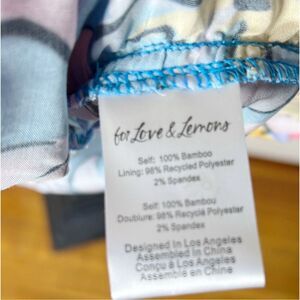 for Love & Lemons
Self: 100% Bamboo
Lining: 98% Recycled Polyester
2% Spandex
Self: 100% Bambou
Doublure: 98% Recyclé Polyester
2% Spandex
Designed In Los Angeles
Assembled In China
Conçu à Los Angeles
Assemblé en Chine